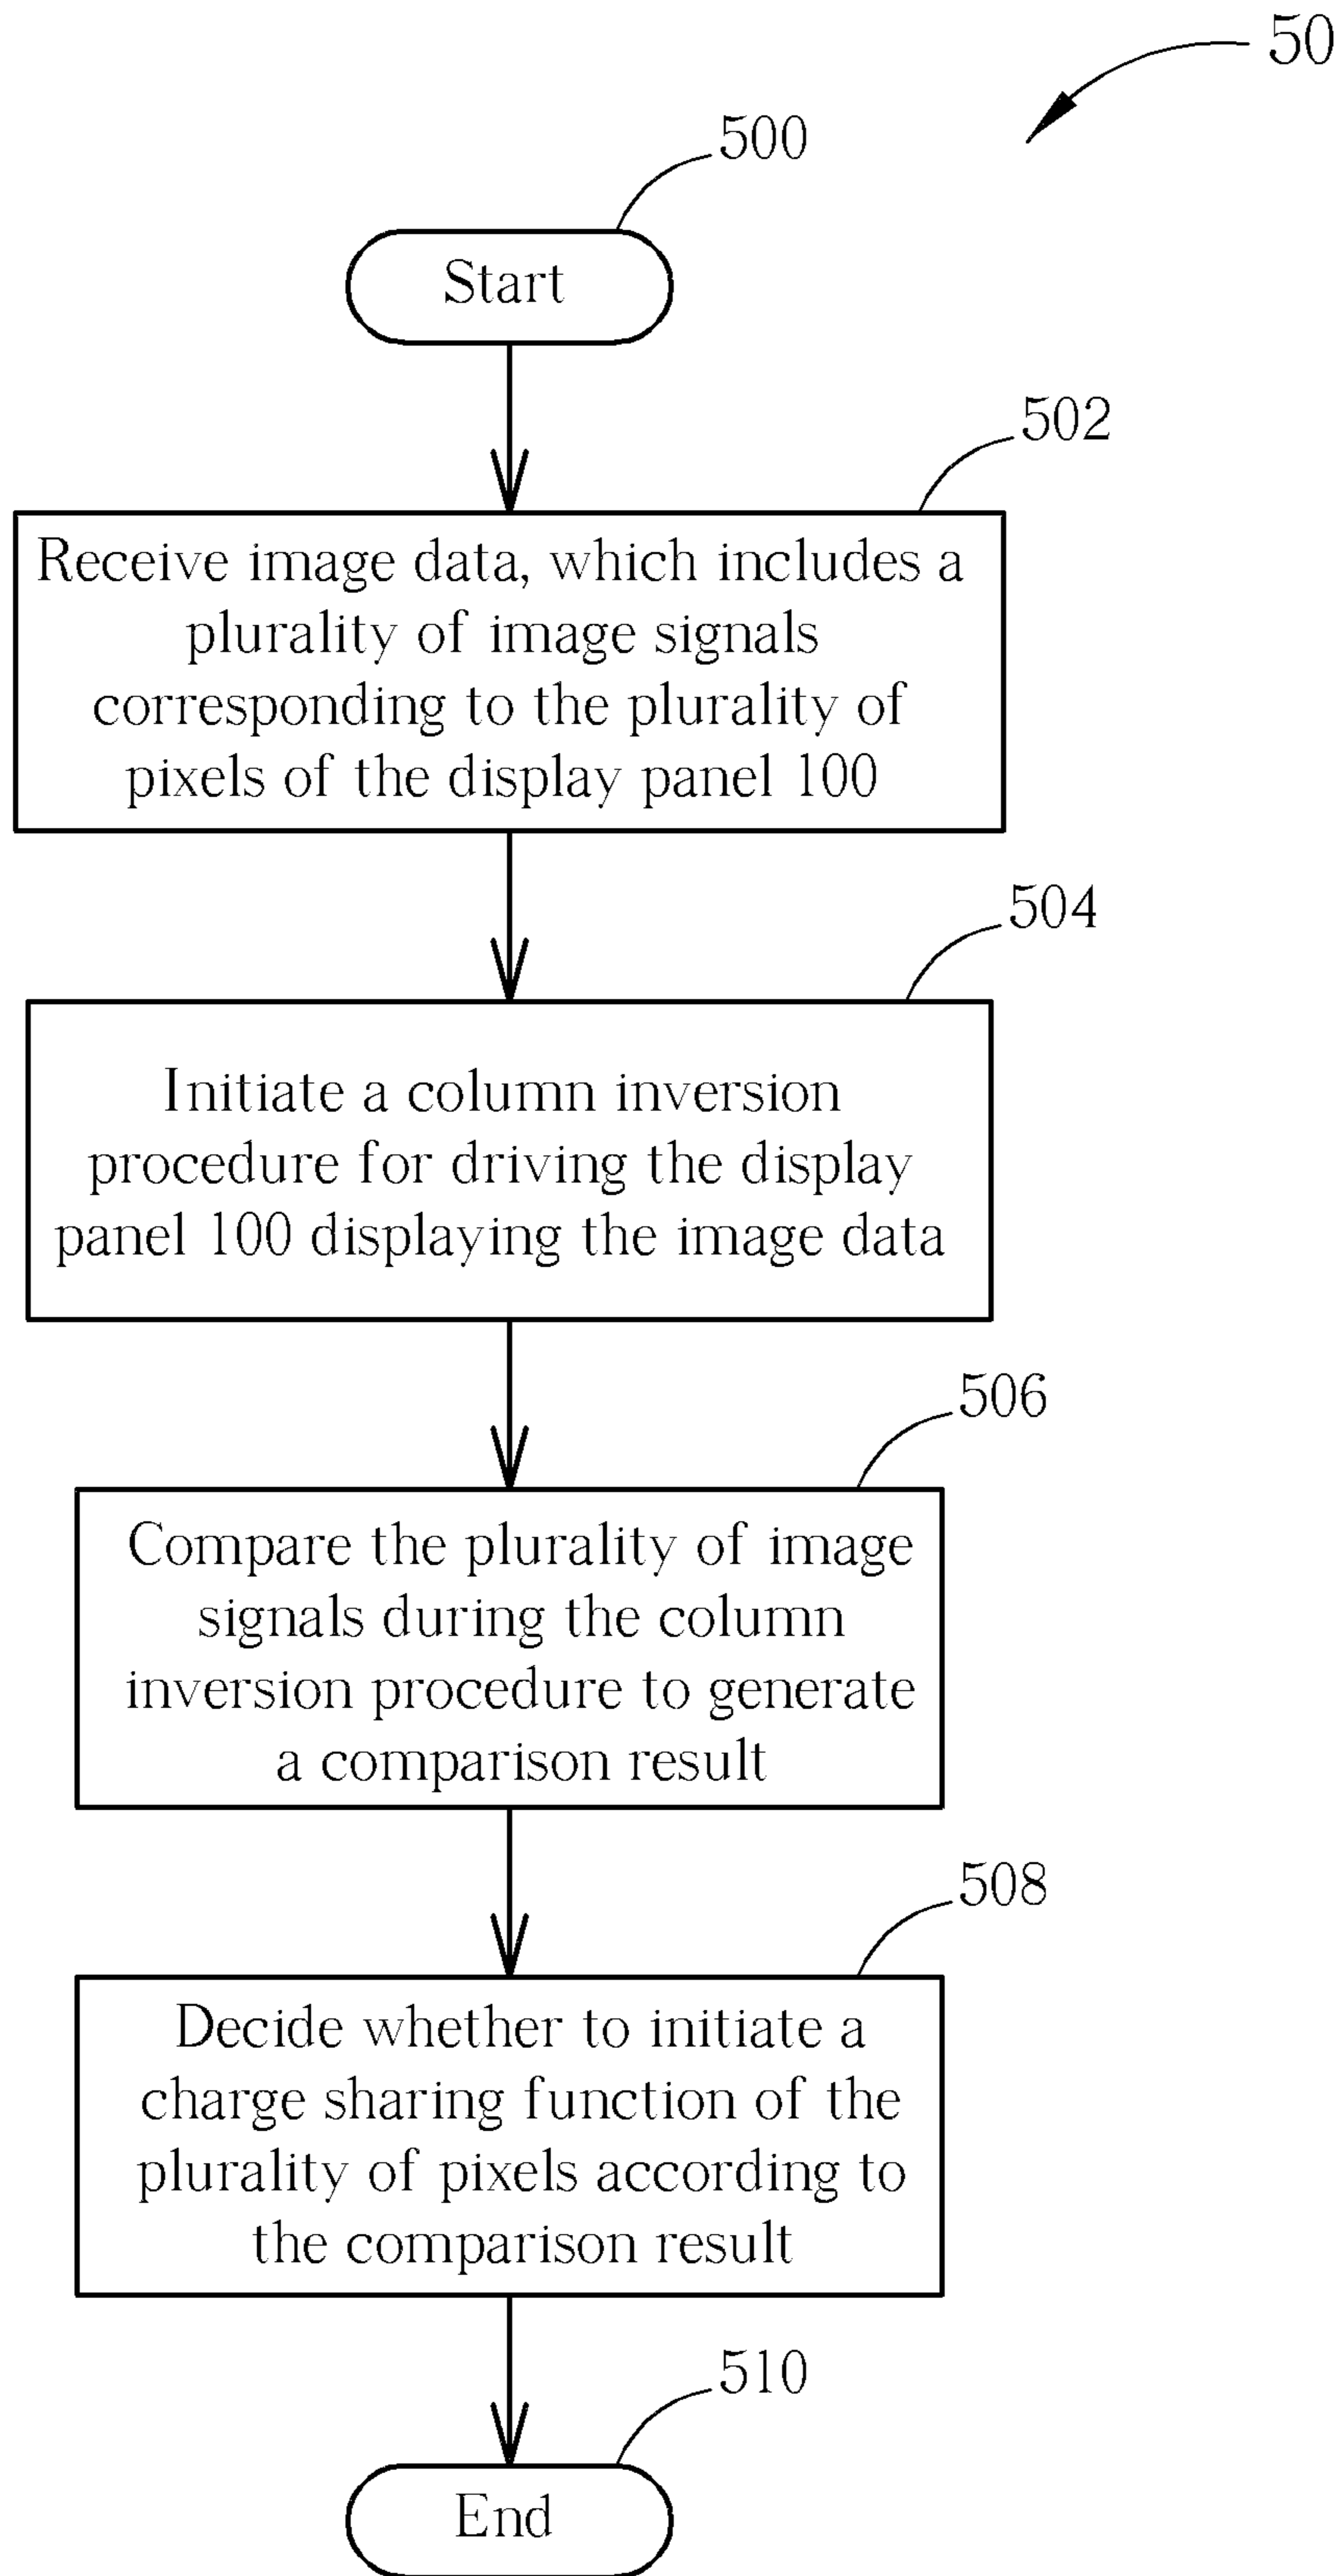 50
500
Start
502
Receive image data, which includes a
plurality of image signals
corresponding to the plurality of
pixels of the display panel 100
504
Initiate a column inversion
procedure for driving the display
panel 100 displaying the image data
506
Compare the plurality of image
signals during the column
inversion procedure to generate
a comparison result
508
Decide whether to initiate a
charge sharing function of the
plurality of pixels according to
the comparison result
510
End